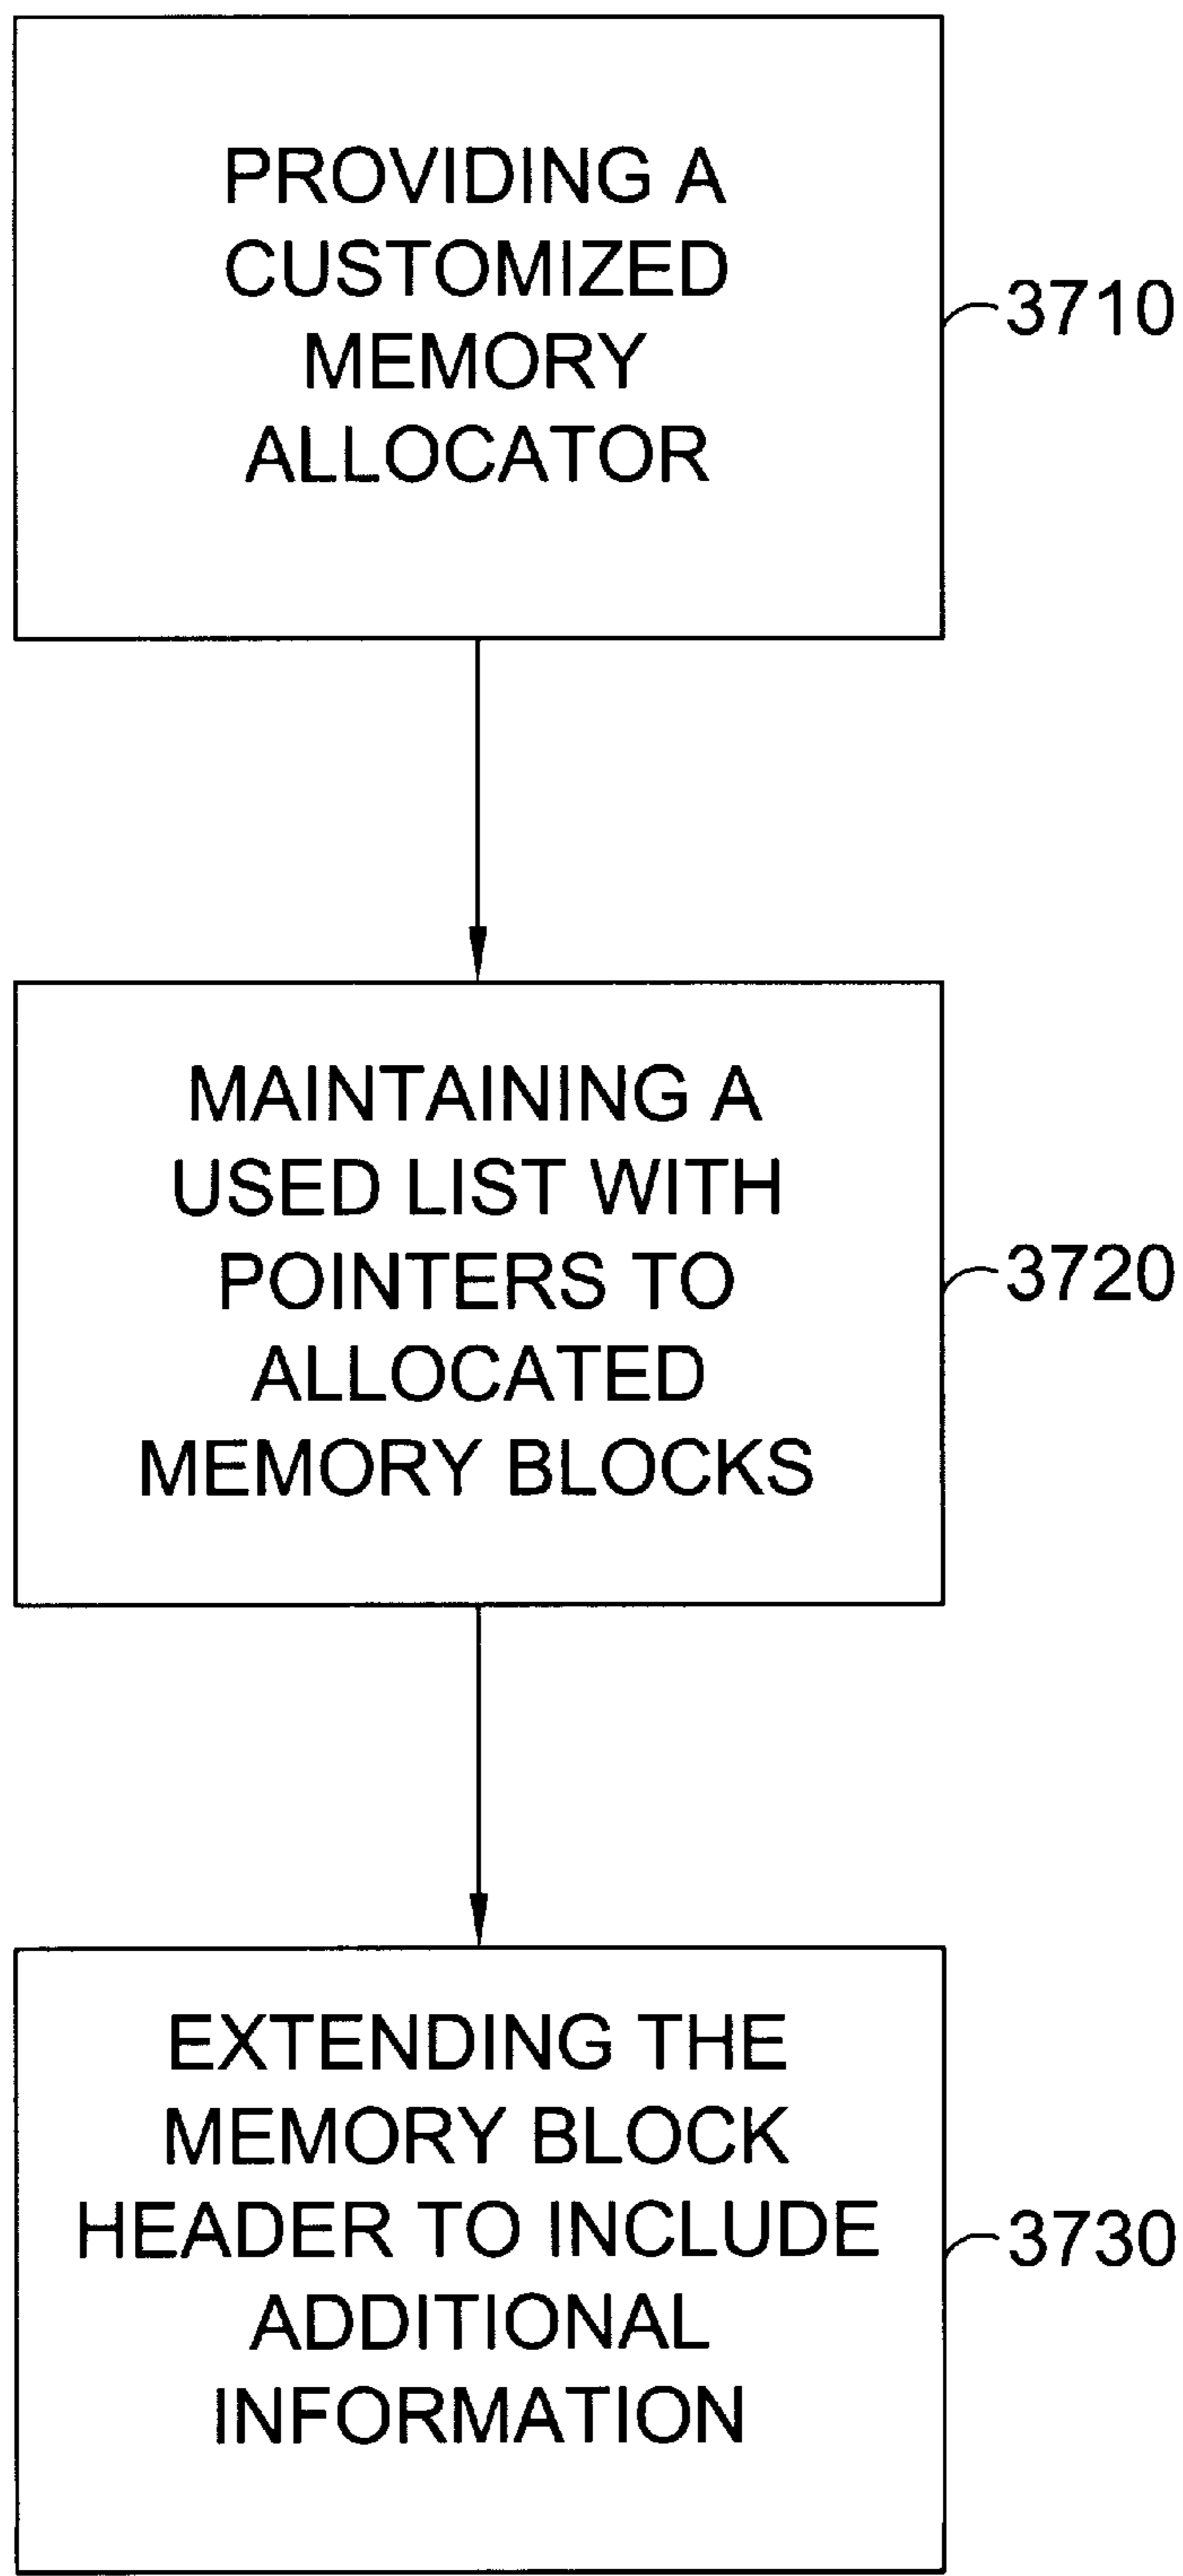 PROVIDING A
CUSTOMIZED
MEMORY
ALLOCATOR
3710
MAINTAINING A
USED LIST WITH
POINTERS TO
ALLOCATED
MEMORY BLOCKS
3720
EXTENDING THE
MEMORY BLOCK
HEADER TO INCLUDE
ADDITIONAL
INFORMATION
3730